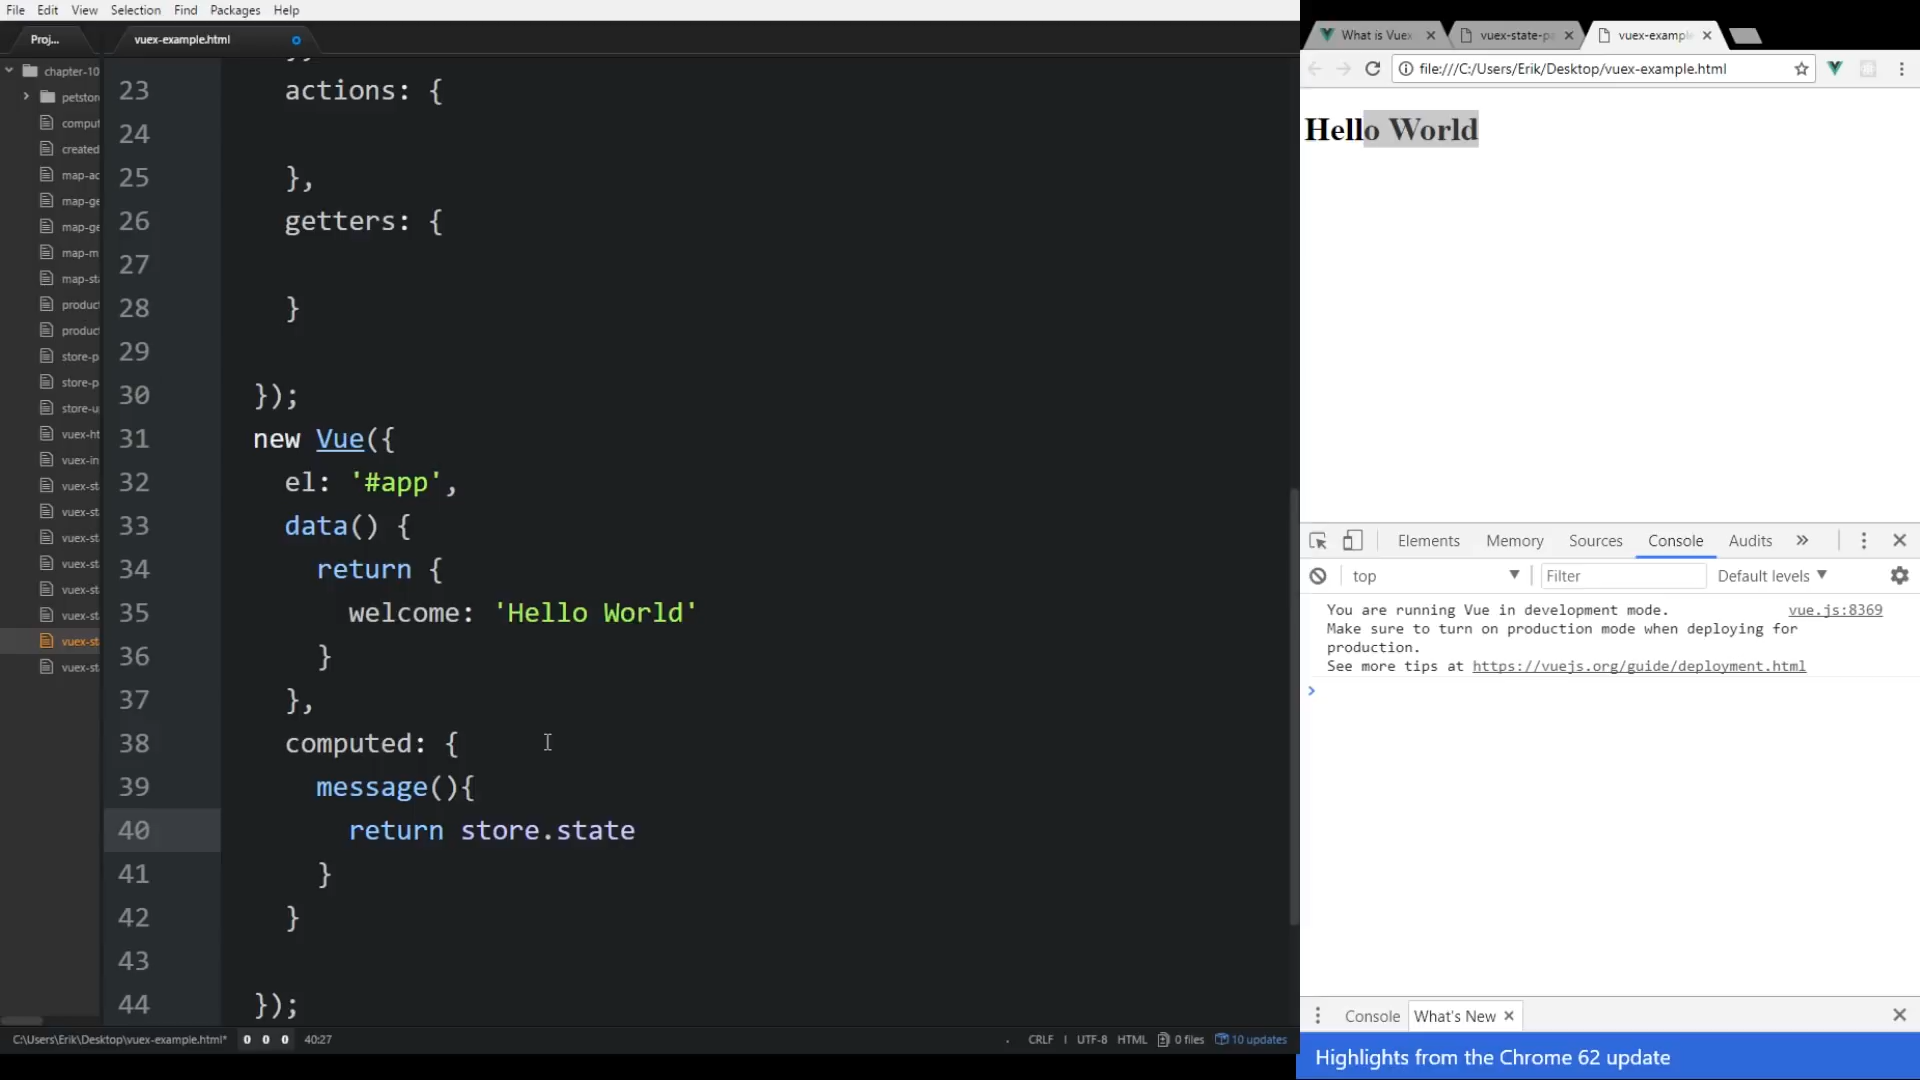 File Edit View Selection Find Packages Help
Proj...
vuex-example.html
chapter-10
petstor
comput
created
map-ac
map-ge
map-ge
map-m
map-sta
product
product
store-p
store-p
store-u
vuex-ht
vuex-in
vuex-st
vuex-st
vuex-st
vuex-st
vuex-st
vuex-st
vuex-st
vuex-st
23 actions: {
24
25 },
26 getters: {
27
28 }
29
30 });
31 new Vue({
32 el: '#app',
33 data() {
34 return {
35 welcome: 'Hello World'
36 }
37 },
38 computed: {
39 message(){
40 return store.state
41 }
42 }
43
44 });
C:\Users\Erik\Desktop\vuex-example.html* 0 0 0 40:27 CRLF UTF-8 HTML 0 files 10 updates
What is Vuex vuex-state-pa vuex-example
file:///C:/Users/Erik/Desktop/vuex-example.html
Hello World
Elements Memory Sources Console Audits »
top Filter Default levels
You are running Vue in development mode. vue.js:8369
Make sure to turn on production mode when deploying for
production.
See more tips at https://vuejs.org/guide/deployment.html
Console What's New
Highlights from the Chrome 62 update